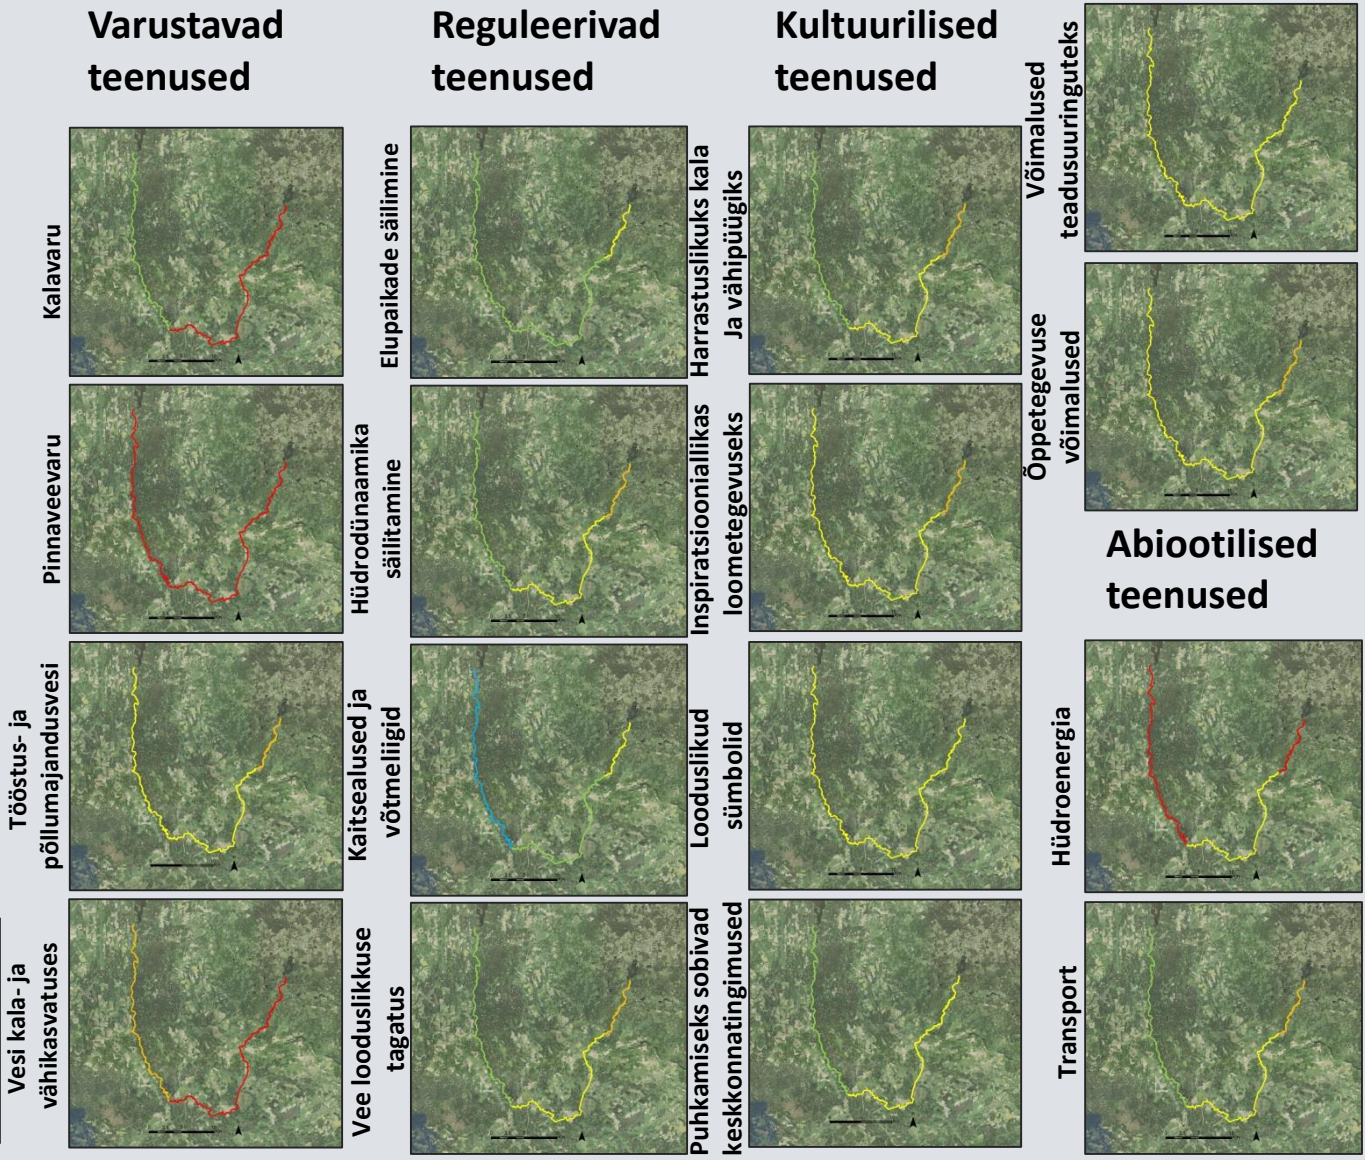 Varustavad
teenused
Kalavaru
Pinnaveevaru
Tööstus- ja
põllumajandusvesi
Vesi kala- ja
vähikasvatuses
Reguleerivad
teenused
Elupaikade säilimine
Hüdrodünaamika
säilitamine
Kaitsealused ja
võtmeliigid
Vee looduslikkuse
tagatus
Kultuurilised
teenused
Harrastuslikuks kala
Ja vähipüügiks
Inspiratsiooniallikas
loometegevuseks
Looduslikud
sümbolid
Puhkamiseks sobivad
keskkonnatingimused
Võimalused
teadusuuringuteks
Õppetegevuse
võimalused
Abiootilised
teenused
Hüdroenergia
Transport